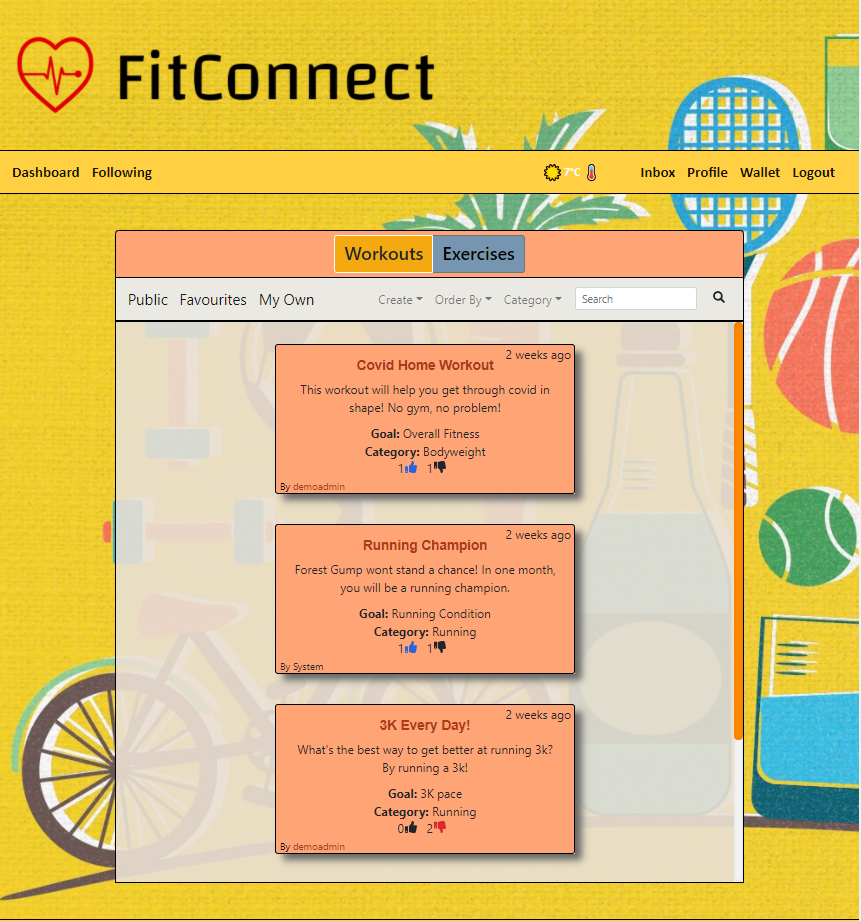 FitConnect
Dashboard Following 7°C Inbox Profile Wallet Logout
Workouts Exercises
Public Favourites My Own Create Order By Category Search
2 weeks ago
Covid Home Workout
This workout will help you get through covid in
shape! No gym, no problem!
Goal: Overall Fitness
Category: Bodyweight
1 1
By demoadmin
2 weeks ago
Running Champion
Forest Gump wont stand a chance! In one month,
you will be a running champion.
Goal: Running Condition
Category: Running
1 1
By System
2 weeks ago
3K Every Day!
What's the best way to get better at running 3k?
By running a 3k!
Goal: 3K pace
Category: Running
0 2
By demoadmin